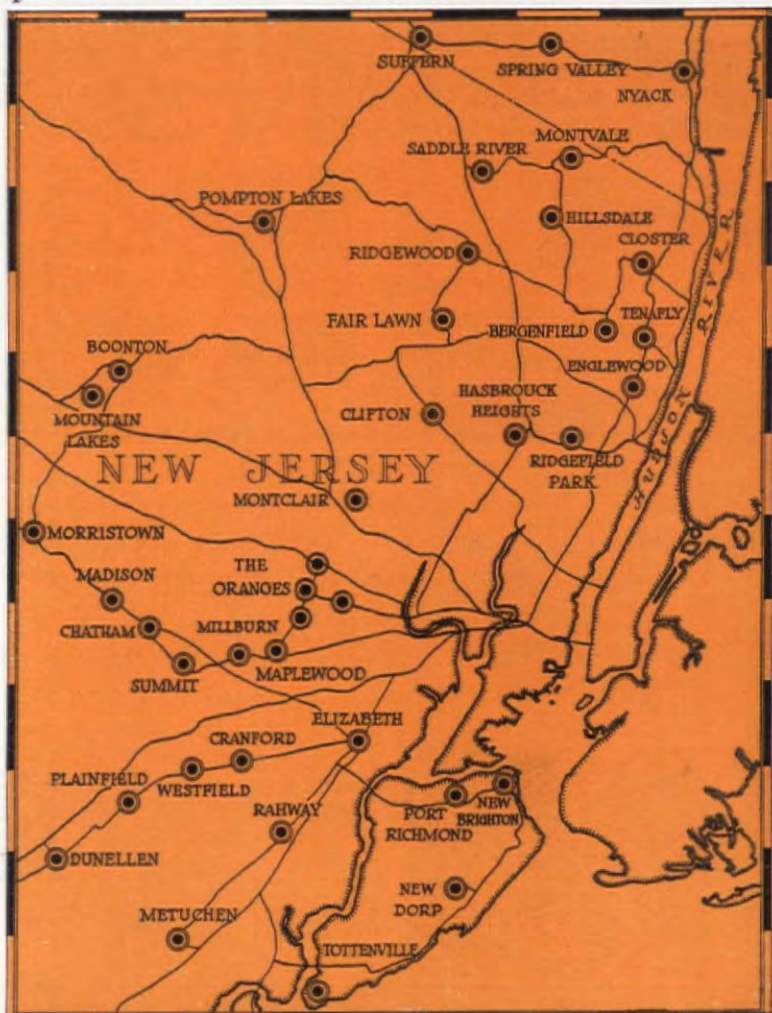 SUFFERN
SPRING VALLEY
NYACK
SADDLE RIVER
MONTVALE
POMPTON LAKES
HILLSDALE
RIDGEWOOD
CLOSTER
FAIR LAWN
BERGENFIELD
TENAFLY
HUDSON RIVER
BOONTON
ENGLEWOOD
MOUNTAIN
LAKES
CLIFTON
HASBROUCK
HEIGHTS
RIDGEFIELD
PARK
NEW JERSEY
MONTCLAIR
MORRISTOWN
THE
ORANGES
MADISON
CHATHAM
MILLBURN
SUMMIT
MAPLEWOOD
ELIZABETH
CRANFORD
PLAINFIELD
WESTFIELD
RAHWAY
PORT
RICHMOND
NEW
BRIGHTON
DUNELLEN
NEW
DORP
METUCHEN
TOTTENVILLE